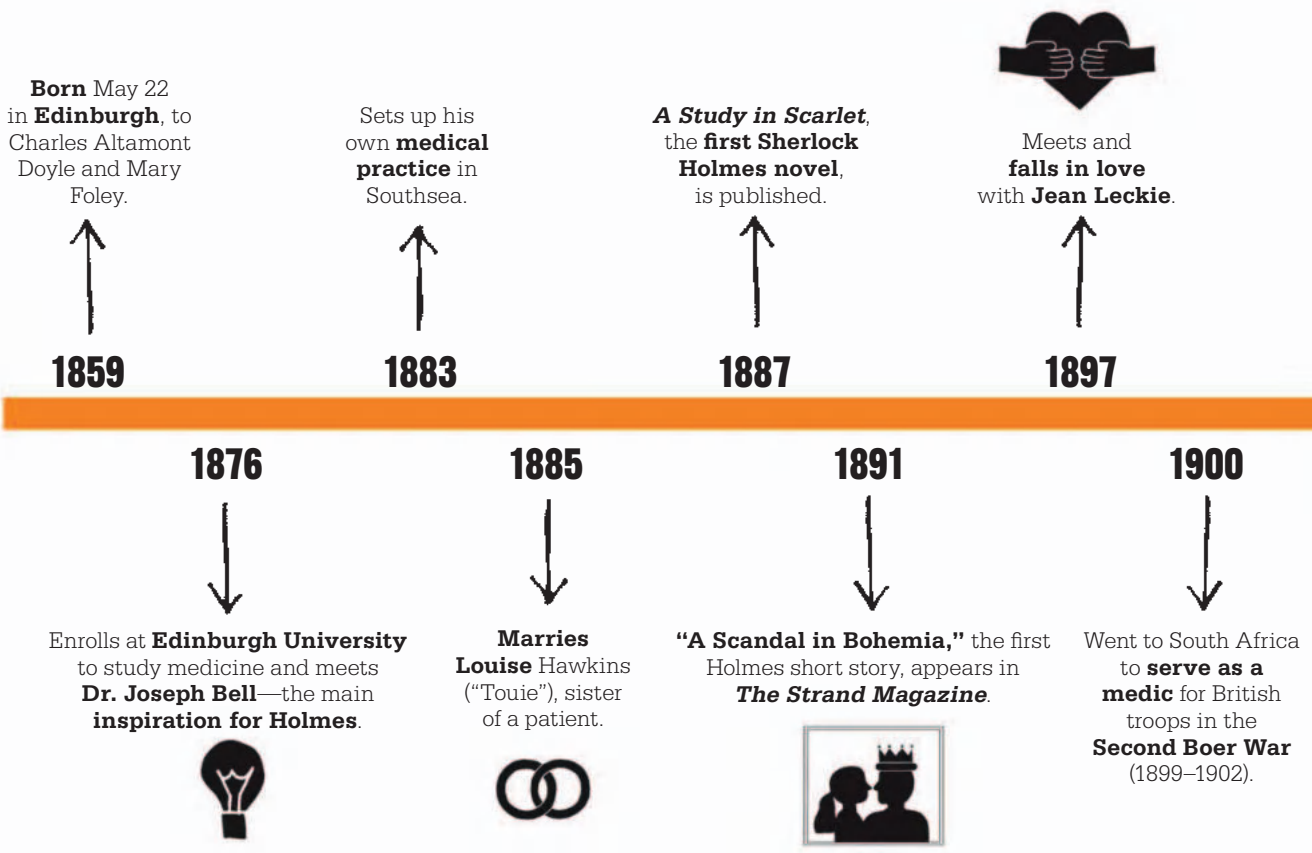 Born May 22
in Edinburgh, to
Charles Altamont
Doyle and Mary
Foley.
1859
Enrolls at Edinburgh University
to study medicine and meets
Dr. Joseph Bell—the main
inspiration for Holmes.
1876
Sets up his
own medical
practice in
Southsea.
1883
1885
Marries
Louise Hawkins
(“Touie”), sister
of a patient.
A Study in Scarlet,
the first Sherlock
Holmes novel,
is published.
1887
1891
“A Scandal in Bohemia,” the first
Holmes short story, appears in
The Strand Magazine.
Meets and
falls in love
with Jean Leckie.
1897
1900
Went to South Africa
to serve as a
medic for British
troops in the
Second Boer War
(1899–1902).